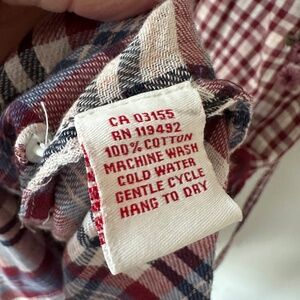 CA 03155
RN 119492
100% COTTON
MACHINE WASH
COLD WATER
GENTLE CYCLE
HANG TO DRY